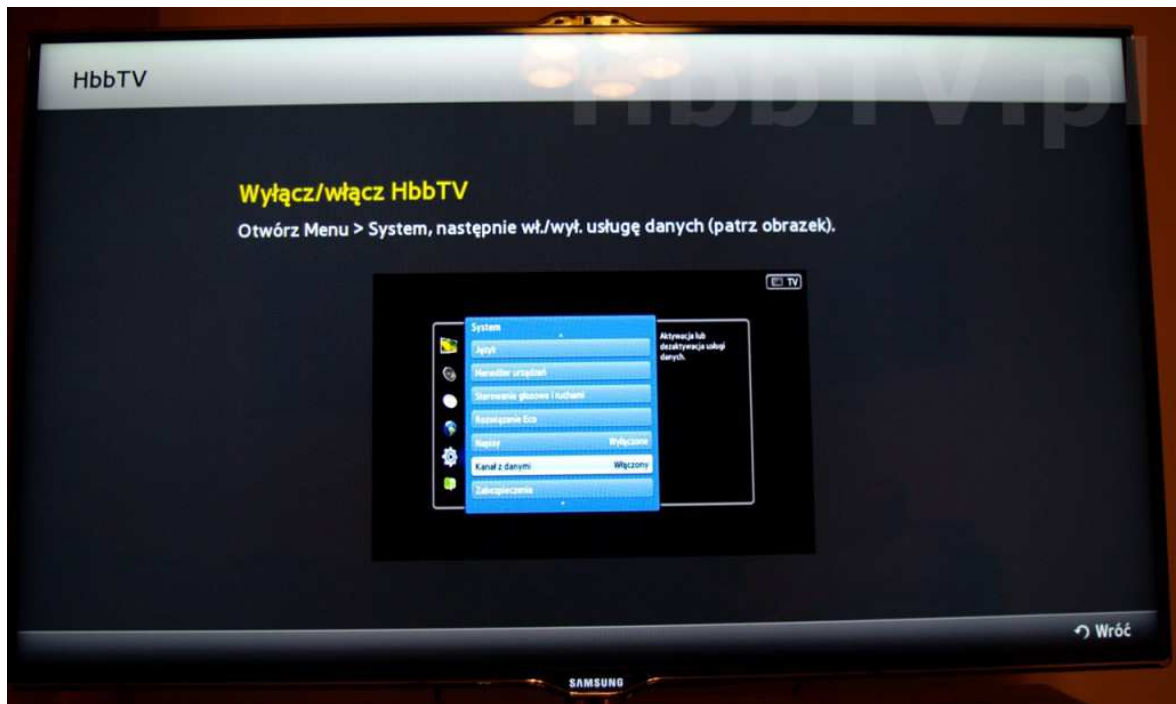 HbbTV
HbbTV.pl
Wyłącz/włącz HbbTV
Otwórz Menu > System, następnie wł./wył. usługę danych (patrz obrazek).
TV
System
Język
Menedżer urządzeń
Sterowanie głosowe i ruchami
Rozwiązanie Eco
Napisy Wyłączone
Kanał z danymi Włączony
Zabezpieczenia
Aktywacja lub
dezaktywacja usługi
danych.
Wróć
SAMSUNG